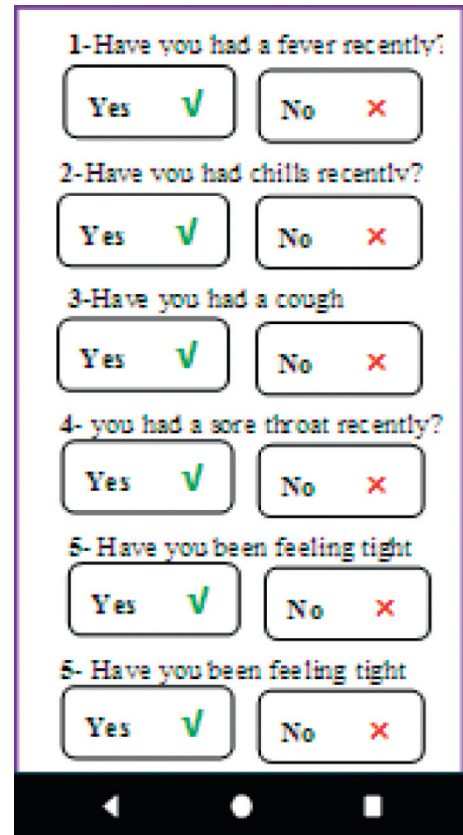 1-Have you had a fever recently?
Yes √ No ×
2-Have you had chills recently?
Yes √ No ×
3-Have you had a cough
Yes √ No ×
4- you had a sore throat recently?
Yes √ No ×
5- Have you been feeling tight
Yes √ No ×
5- Have you been feeling tight
Yes √ No ×